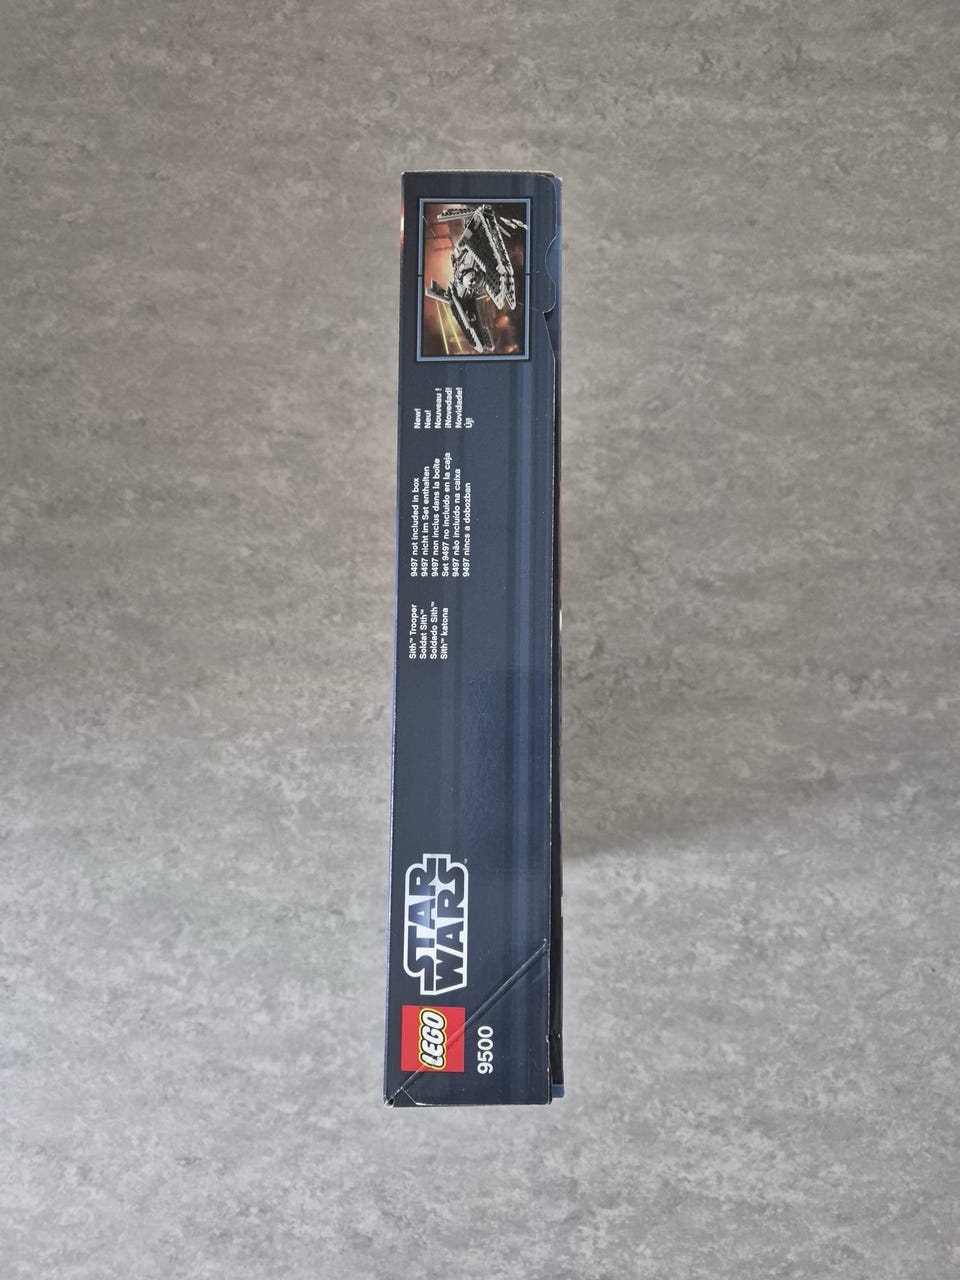 LEGO
STAR
WARS™
9500
Sith™ Trooper
Soldat Sith™
Soldado Sith™
Sith™ katona
9497 not included in box
9497 nicht im Set enthalten
9497 non inclus dans la boîte
Set 9497 no incluido en la caja
9497 não incluído na caixa
9497 nincs a dobozban
New!
Neu!
Nouveau !
¡Novedad!
Novidade!
Új!